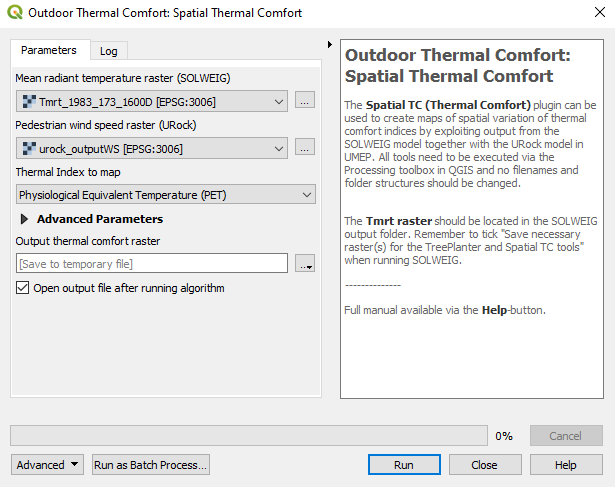 Outdoor Thermal Comfort: Spatial Thermal Comfort
Parameters
Log
Mean radiant temperature raster (SOLWEIG)
Tmrt_1983_173_1600D [EPSG:3006]
...
Pedestrian wind speed raster (URock)
urock_outputWS [EPSG:3006]
...
Thermal Index to map
Physiological Equivalent Temperature (PET)
Advanced Parameters
Output thermal comfort raster
[Save to temporary file]
...
Open output file after running algorithm
Outdoor Thermal Comfort:
Spatial Thermal Comfort
The Spatial TC (Thermal Comfort) plugin can be
used to create maps of spatial variation of thermal
comfort indices by exploiting output from the
SOLWEIG model together with the URock model in
UMEP. All tools need to be executed via the
Processing toolbox in QGIS and no filenames and
folder structures should be changed.
The Tmrt raster should be located in the SOLWEIG
output folder. Remember to tick "Save necessary
raster(s) for the TreePlanter and Spatial TC tools"
when running SOLWEIG.
--------------
Full manual available via the Help-button.
0%
Cancel
Advanced
Run as Batch Process...
Run
Close
Help